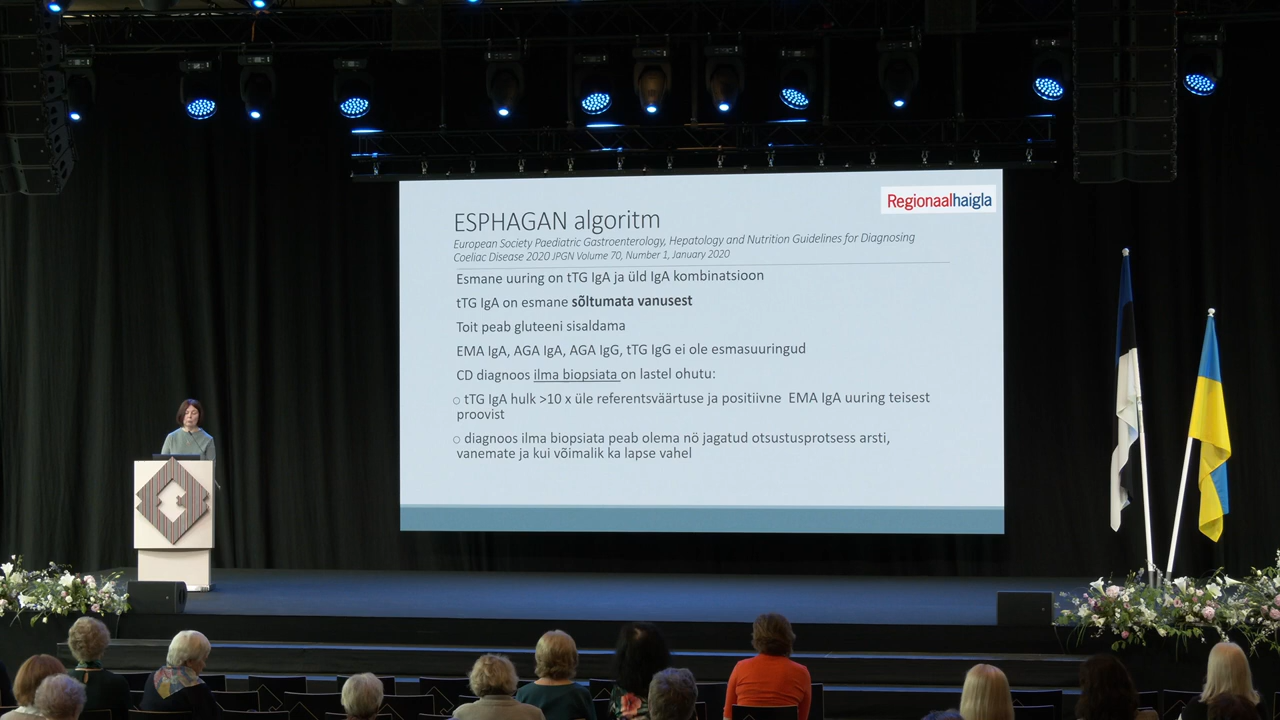 Regionaalhaigla
ESPHAGAN algoritm
European Society Paediatric Gastroenterology, Hepatology and Nutrition Guidelines for Diagnosing
Coeliac Disease 2020 JPGN Volume 70, Number 1, January 2020
Esmane uuring on tTG IgA ja üld IgA kombinatsioon
tTG IgA on esmane sõltumata vanusest
Toit peab gluteeni sisaldama
EMA IgA, AGA IgA, AGA IgG, tTG IgG ei ole esmasuuringud
CD diagnoos ilma biopsiata on lastel ohutu:
○ tTG IgA hulk >10 x üle referentsväärtuse ja positiivne EMA IgA uuring teisest
proovist
○ diagnoos ilma biopsiata peab olema nö jagatud otsustusprotsess arsti,
vanemate ja kui võimalik ka lapse vahel